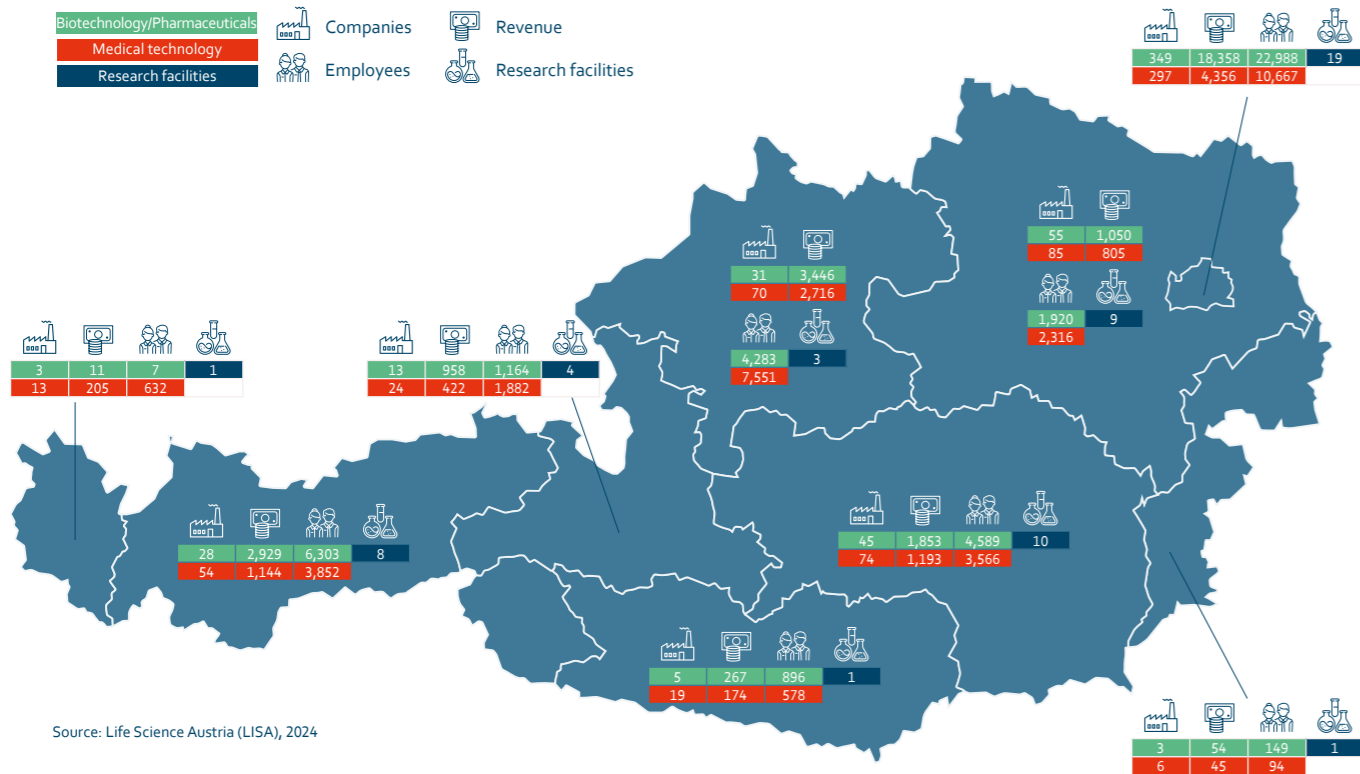 Biotechnology/Pharmaceuticals
Medical technology
Research facilities
Companies
Employees
Revenue
Research facilities
349 18,358 22,988 19
297 4,356 10,667
55 1,050
85 805
1,920 9
2,316
31 3,446
70 2,716
4,283 3
7,551
3 11 7 1
13 205 632
13 958 1,164 4
24 422 1,882
28 2,929 6,303 8
54 1,144 3,852
45 1,853 4,589 10
74 1,193 3,566
5 267 896 1
19 174 578
3 54 149 1
6 45 94
Source: Life Science Austria (LISA), 2024